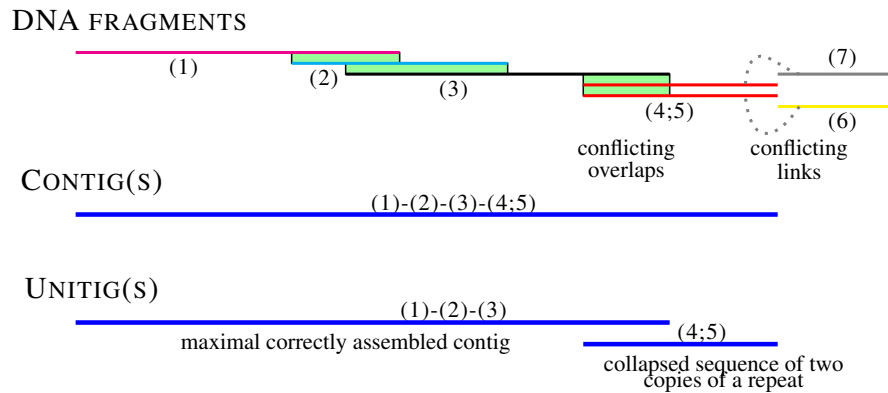 DNA FRAGMENTS
(7)
(1)
(2)
(3)
(4;5)
(6)
conflicting
overlaps
conflicting
links
CONTIG(S)
(1)-(2)-(3)-(4;5)
UNITIG(S)
(1)-(2)-(3)
maximal correctly assembled contig
(4;5)
collapsed sequence of two
copies of a repeat